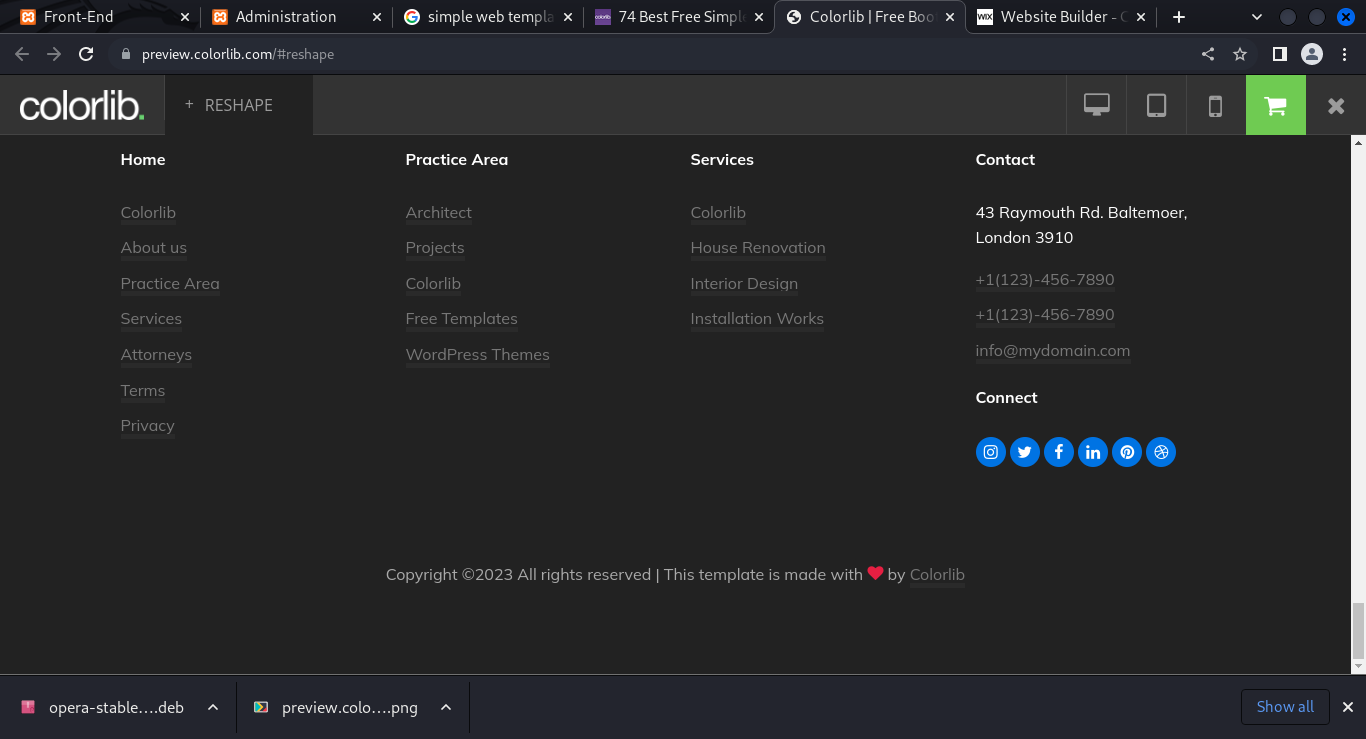 Front-End
Administration
simple web templa
74 Best Free Simple
Colorlib | Free Boo
WIX
Website Builder - C
preview.colorlib.com/#reshape
colorlib.
+ RESHAPE
Home
Colorlib
About us
Practice Area
Services
Attorneys
Terms
Privacy
Practice Area
Architect
Projects
Colorlib
Free Templates
WordPress Themes
Services
Colorlib
House Renovation
Interior Design
Installation Works
Contact
43 Raymouth Rd. Baltemoer,
London 3910
+1(123)-456-7890
+1(123)-456-7890
info@mydomain.com
Connect
Copyright ©2023 All rights reserved | This template is made with ❤ by Colorlib
opera-stable....deb
preview.colo....png
Show all